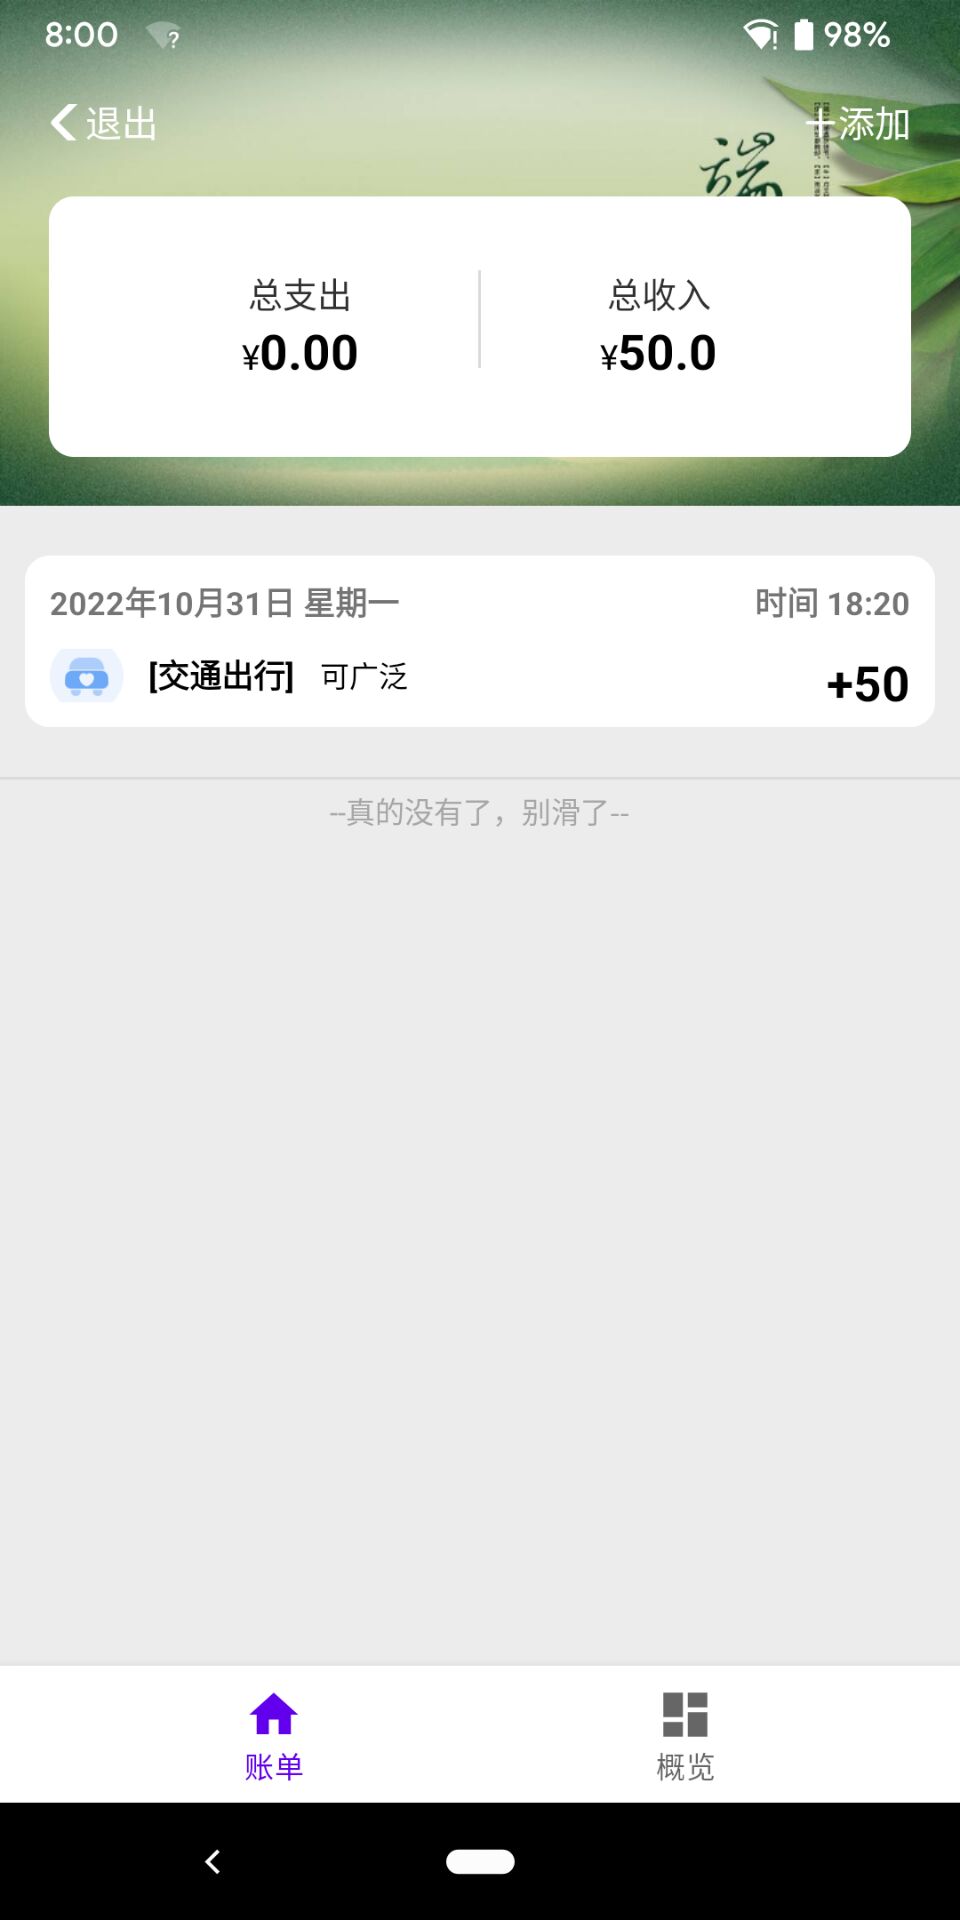 8:00
98%
退出
+添加
瑞
总支出
总收入
¥0.00
¥50.0
2022年10月31日 星期一
时间 18:20
[交通出行] 可广泛
+50
--真的没有了，别滑了--
账单
概览